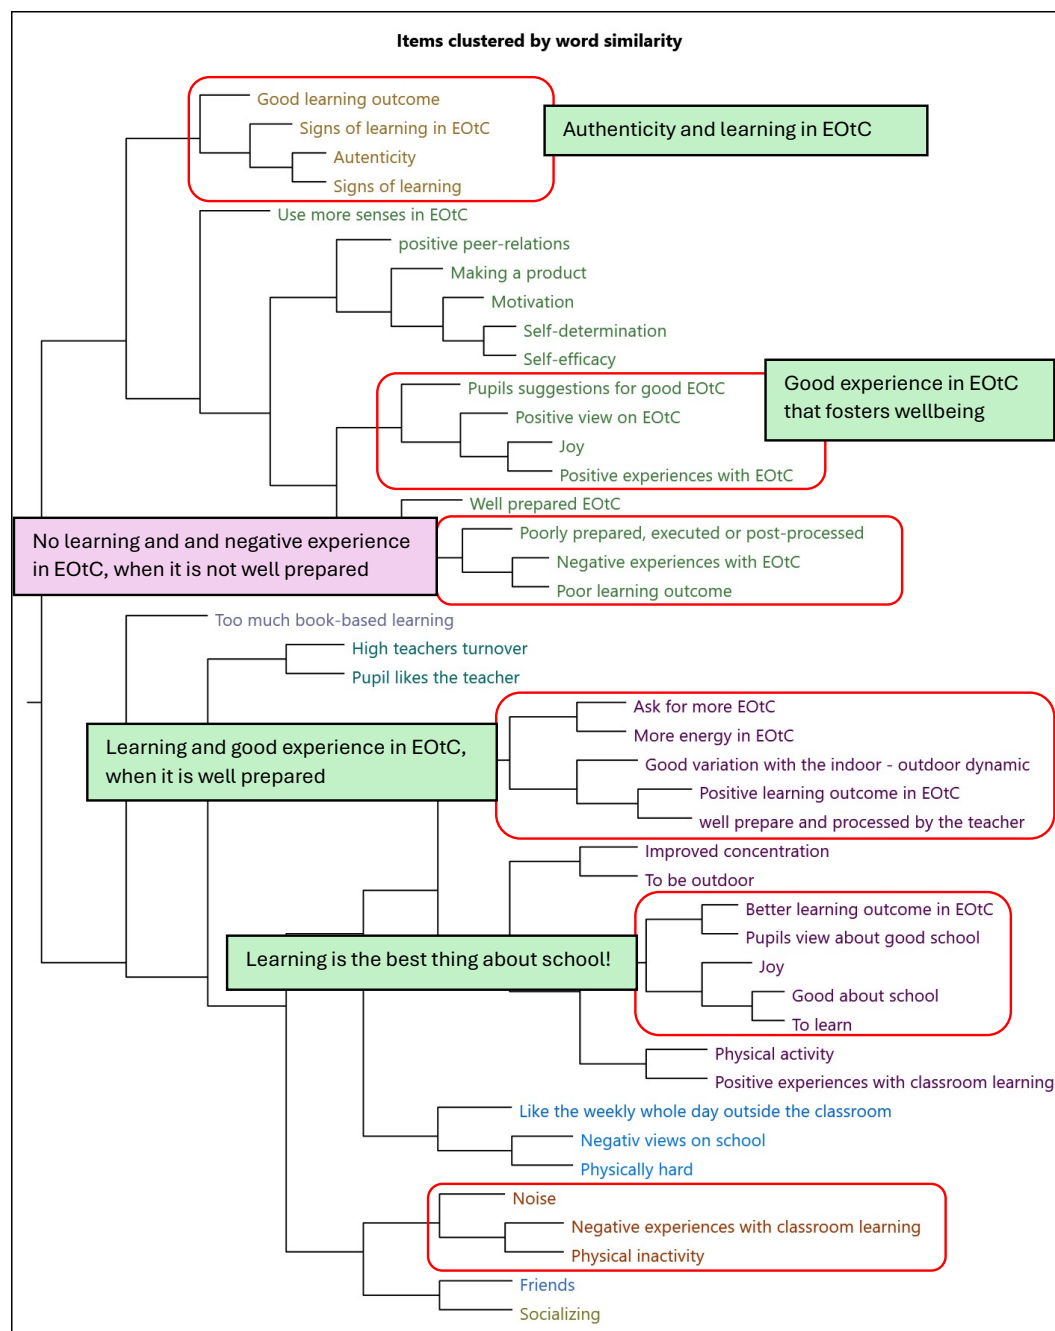 Items clustered by word similarity
Good learning outcome
Signs of learning in EOtC
Autenticity
Signs of learning
Authenticity and learning in EOtC
Use more senses in EOtC
positive peer-relations
Making a product
Motivation
Self-determination
Self-efficacy
Pupils suggestions for good EOtC
Positive view on EOtC
Joy
Positive experiences with EOtC
Good experience in EOtC
that fosters wellbeing
Well prepared EOtC
Poorly prepared, executed or post-processed
Negative experiences with EOtC
Poor learning outcome
No learning and and negative experience
in EOtC, when it is not well prepared
Too much book-based learning
High teachers turnover
Pupil likes the teacher
Ask for more EOtC
More energy in EOtC
Good variation with the indoor - outdoor dynamic
Positive learning outcome in EOtC
well prepare and processed by the teacher
Learning and good experience in EOtC,
when it is well prepared
Improved concentration
To be outdoor
Better learning outcome in EOtC
Pupils view about good school
Joy
Good about school
To learn
Learning is the best thing about school!
Physical activity
Positive experiences with classroom learning
Like the weekly whole day outside the classroom
Negativ views on school
Physically hard
Noise
Negative experiences with classroom learning
Physical inactivity
Friends
Socializing